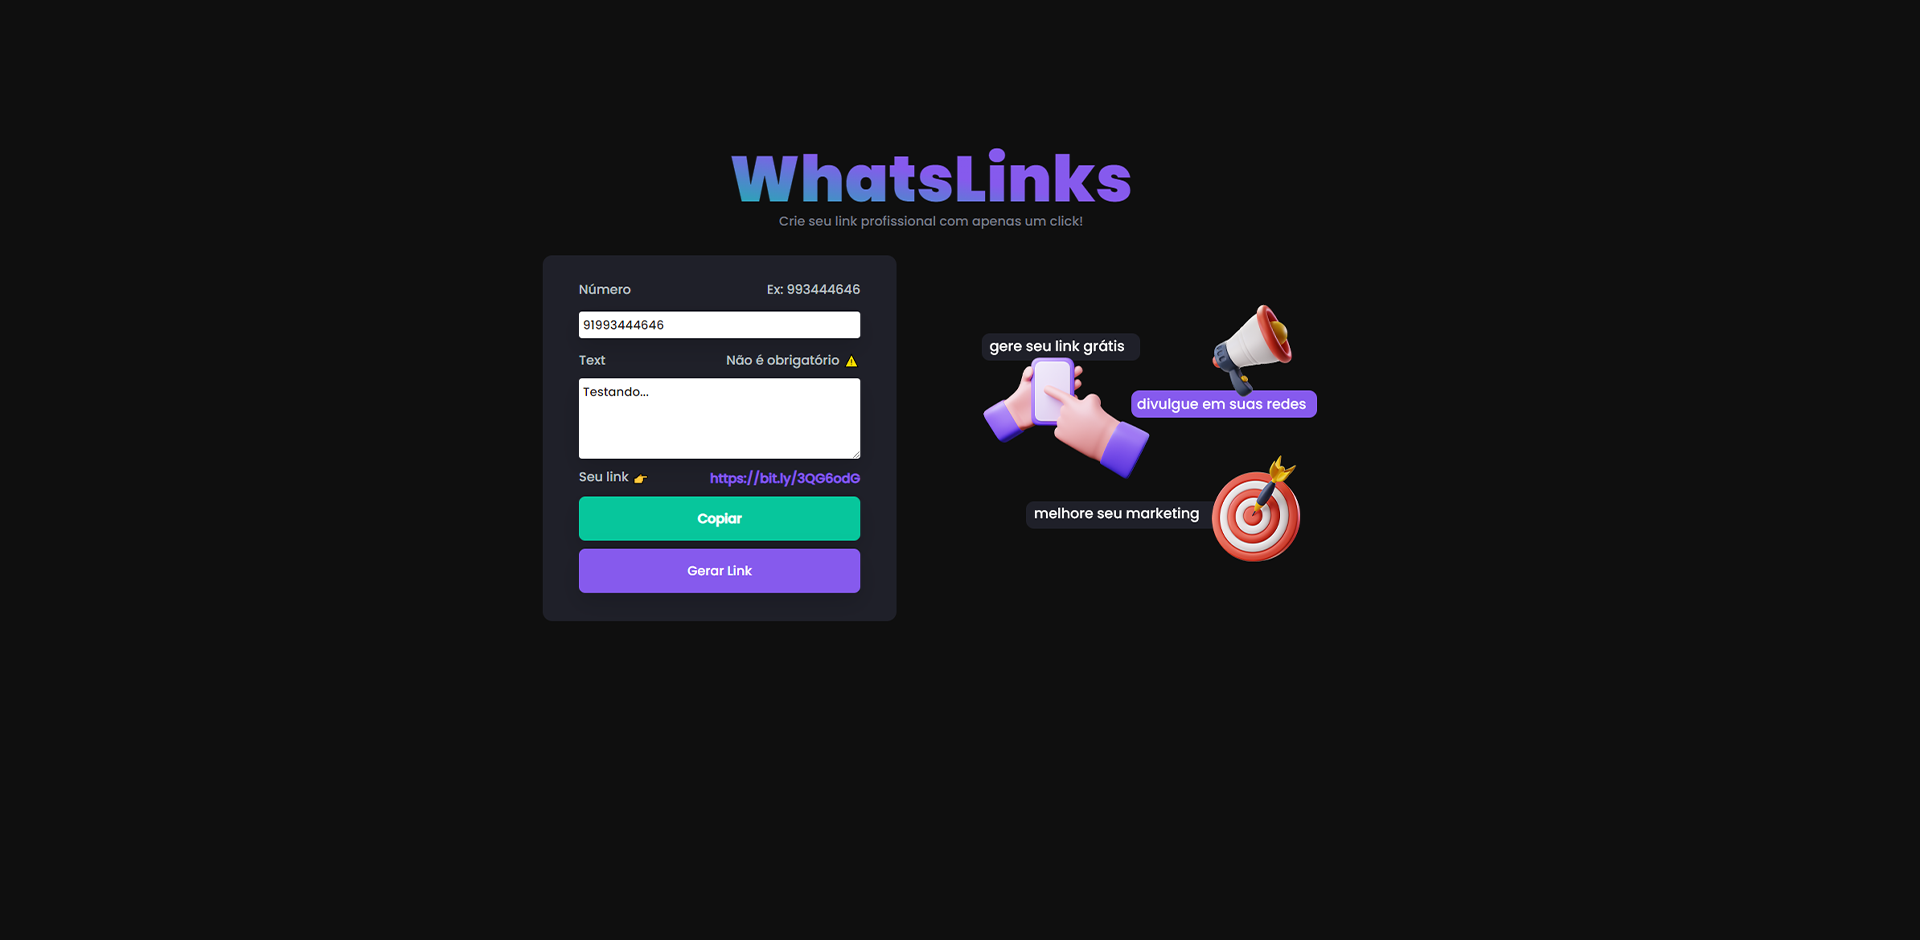 WhatsLinks
Crie seu link profissional com apenas um click!
Número
Ex: 993444646
91993444646
Text
Não é obrigatório
Testando...
Seu link
https://bit.ly/3QG6odG
Copiar
Gerar Link
gere seu link grátis
divulgue em suas redes
melhore seu marketing